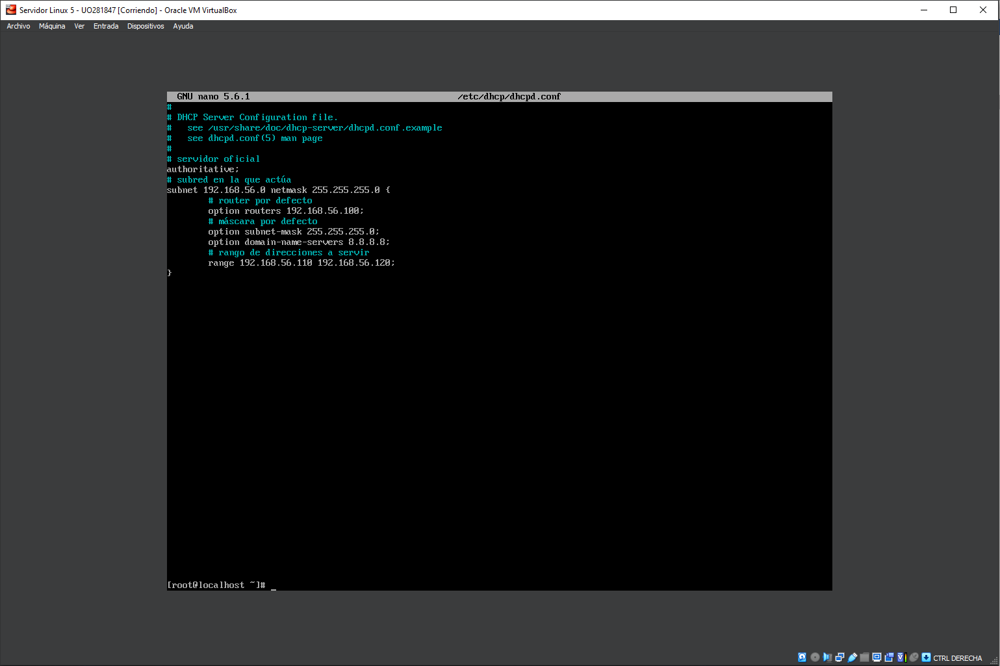 Servidor Linux 5 - UO281847 [Corriendo] - Oracle VM VirtualBox
Archivo Máquina Ver Entrada Dispositivos Ayuda
GNU nano 5.6.1 /etc/dhcp/dhcpd.conf
#
# DHCP Server Configuration file.
#   see /usr/share/doc/dhcp-server/dhcpd.conf.example
#   see dhcpd.conf(5) man page
#
# servidor oficial
authoritative;
# subred en la que actúa
subnet 192.168.56.0 netmask 255.255.255.0 {
        # router por defecto
        option routers 192.168.56.100;
        # máscara por defecto
        option subnet-mask 255.255.255.0;
        option domain-name-servers 8.8.8.8;
        # rango de direcciones a servir
        range 192.168.56.110 192.168.56.120;
}
[root@localhost ~]# _
CTRL DERECHA